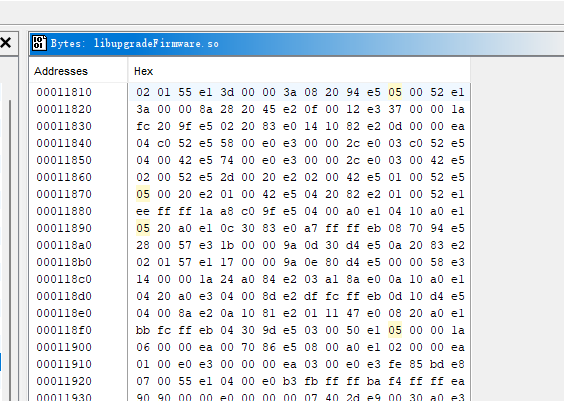 Bytes: libupgradeFirmware.so
Addresses Hex
00011810 02 01 55 e1 3d 00 00 3a 08 20 94 e5 05 00 52 e1
00011820 3a 00 00 8a 28 20 45 e2 0f 00 12 e3 37 00 00 1a
00011830 fc 20 9f e5 02 20 83 e0 14 10 82 e2 0d 00 00 ea
00011840 04 c0 52 e5 58 00 e0 e3 00 00 2c e0 03 c0 52 e5
00011850 04 00 42 e5 74 00 e0 e3 00 00 2c e0 03 00 42 e5
00011860 02 00 52 e5 2d 00 20 e2 02 00 42 e5 01 00 52 e5
00011870 05 00 20 e2 01 00 42 e5 04 20 82 e2 01 00 52 e1
00011880 ee ff ff 1a a8 c0 9f e5 04 00 a0 e1 04 10 a0 e1
00011890 05 20 a0 e1 0c 30 83 e0 a7 ff ff eb 08 70 94 e5
000118a0 28 00 57 e3 1b 00 00 9a 0d 30 d4 e5 0a 20 83 e2
000118b0 02 01 57 e1 17 00 00 9a 0e 80 d4 e5 00 00 58 e3
000118c0 14 00 00 1a 24 a0 84 e2 03 a1 8a e0 0a 10 a0 e1
000118d0 04 20 a0 e3 04 00 8d e2 df fc ff eb 0d 10 d4 e5
000118e0 04 00 8a e2 0a 10 81 e2 01 11 47 e0 08 20 a0 e1
000118f0 bb fc ff eb 04 30 9d e5 03 00 50 e1 05 00 00 1a
00011900 06 00 00 ea 00 70 86 e5 08 00 a0 e1 02 00 00 ea
00011910 01 00 e0 e3 00 00 00 ea 03 00 e0 e3 fe 85 bd e8
00011920 07 00 55 e1 04 00 e0 b3 fb ff ff ba f4 ff ff ea
00011930 90 90 00 00 e0 00 00 00 07 40 2d e9 00 30 a0 e3